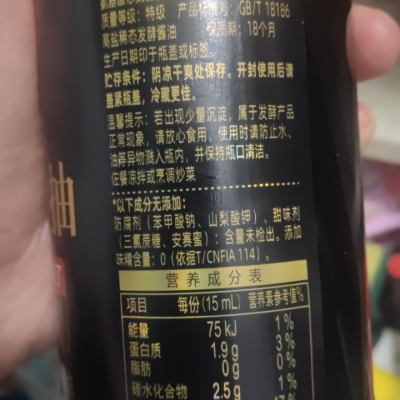 质量等级：特级 产品标准号：GB/T 18186
高盐稀态发酵酱油 保质期：18个月
生产日期印于瓶盖或标签
贮存条件：阴凉干爽处保存。开封使用后请
盖紧瓶盖，冷藏更佳。
温馨提示：若出现少量沉淀，属于发酵产品
正常现象，请放心食用。使用时请防止水、
油等异物溅入瓶内，并保持瓶口清洁。
佐餐凉拌或烹调炒菜
*以下成分无添加：
防腐剂（苯甲酸钠、山梨酸钾）、甜味剂
（三氯蔗糖、安赛蜜）：含量未检出。添加
味精含量：0（依据T/CNFIA 114）。
油
营养成分表
项目 每份(15 mL) 营养素参考值%
能量 75 kJ 1%
蛋白质 1.9 g 3%
脂肪 0 g 0%
碳水化合物 2.5 g 1%